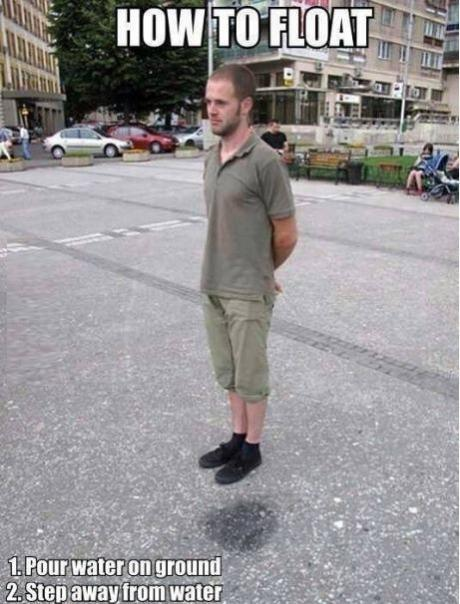 HOW TO FLOAT
1. Pour water on ground
2. Step away from water